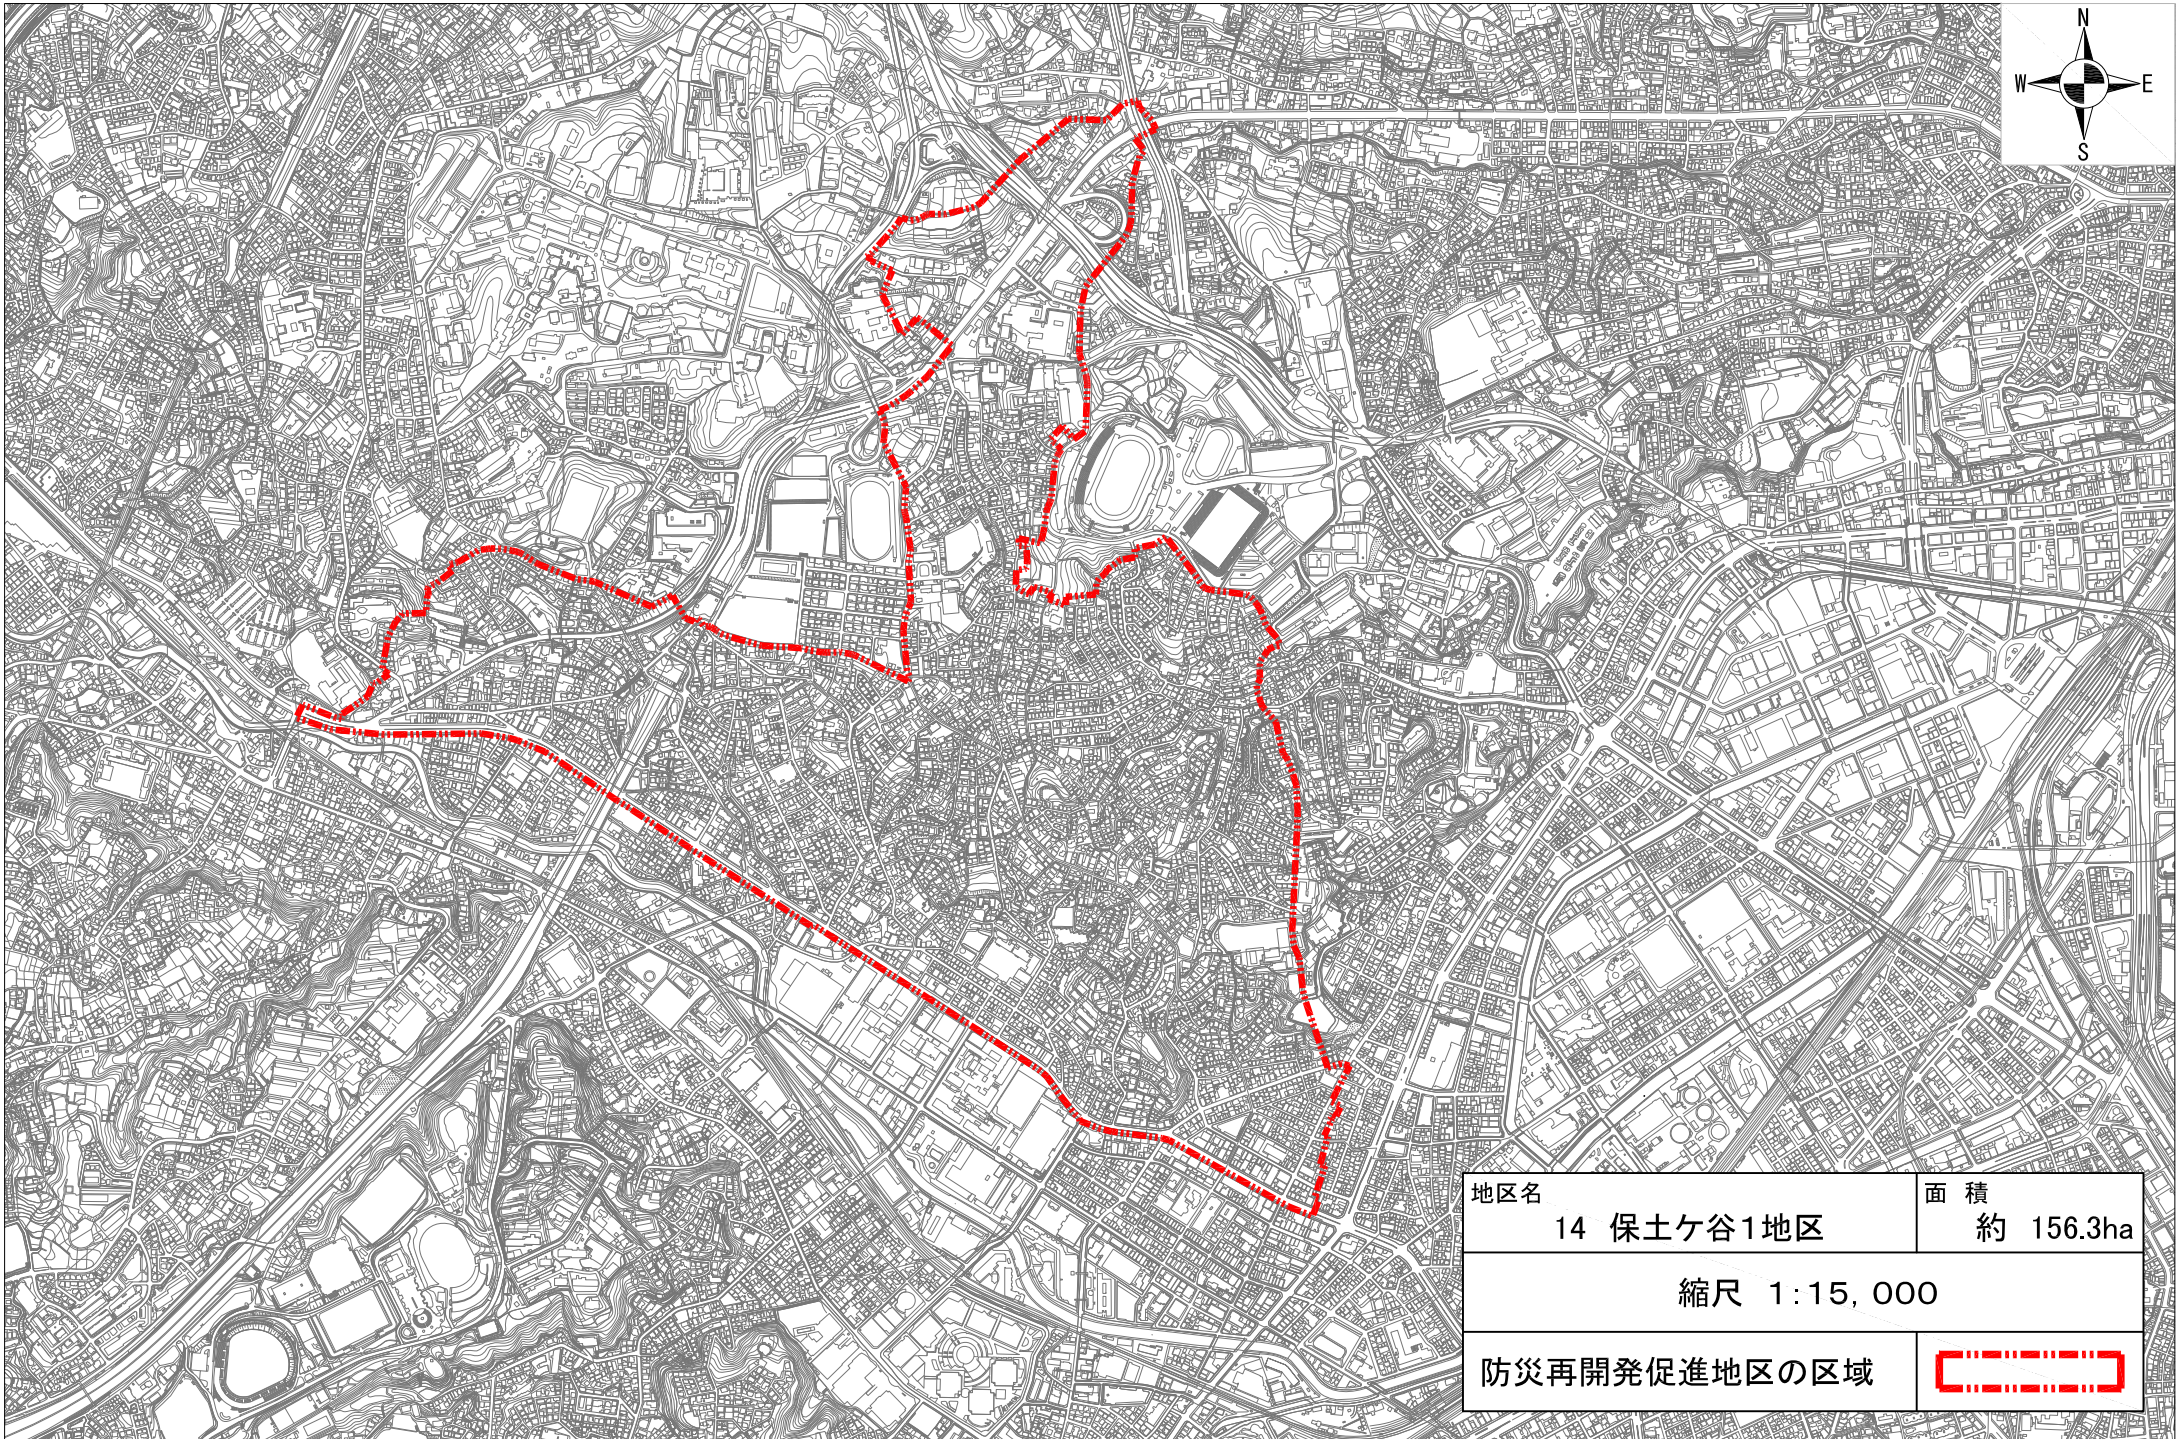 N
W E
S
地区名
14 保土ケ谷1地区
面 積
約 156.3ha
縮尺 1:15,000
防災再開発促進地区の区域